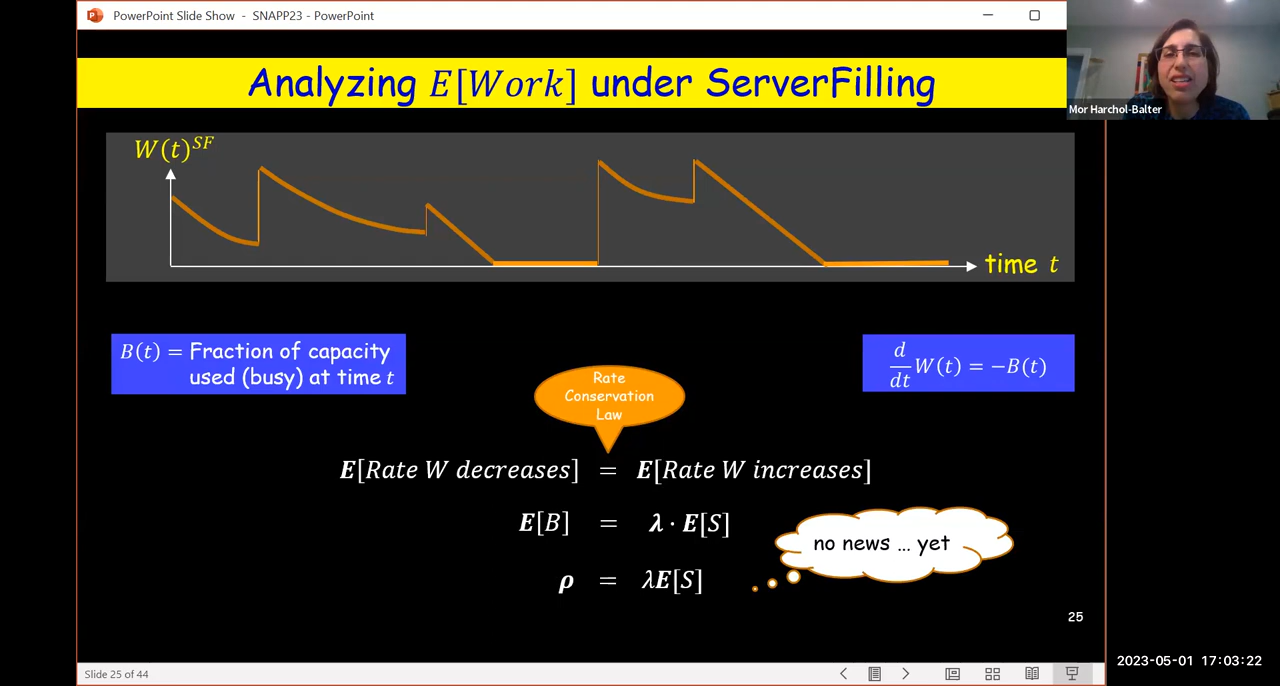 PowerPoint Slide Show - SNAPP23 - PowerPoint
Mor Harchol-Balter
Analyzing E[Work] under ServerFilling
W(t)^SF
time t
B(t) = Fraction of capacity
used (busy) at time t
d/dt W(t) = −B(t)
Rate
Conservation
Law
E[Rate W decreases] = E[Rate W increases]
E[B] = λ · E[S]
no news ... yet
ρ = λE[S]
25
2023-05-01 17:03:22
Slide 25 of 44